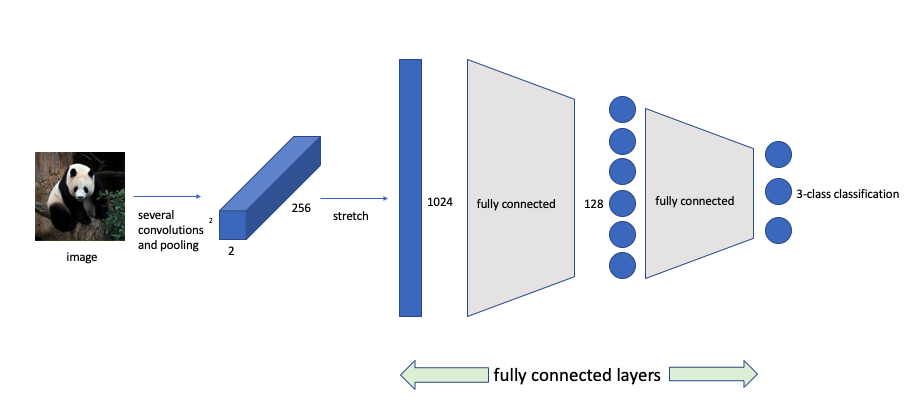 image
several
convolutions
and pooling
2
2
256
stretch
1024
fully connected
128
fully connected
3-class classification
fully connected layers